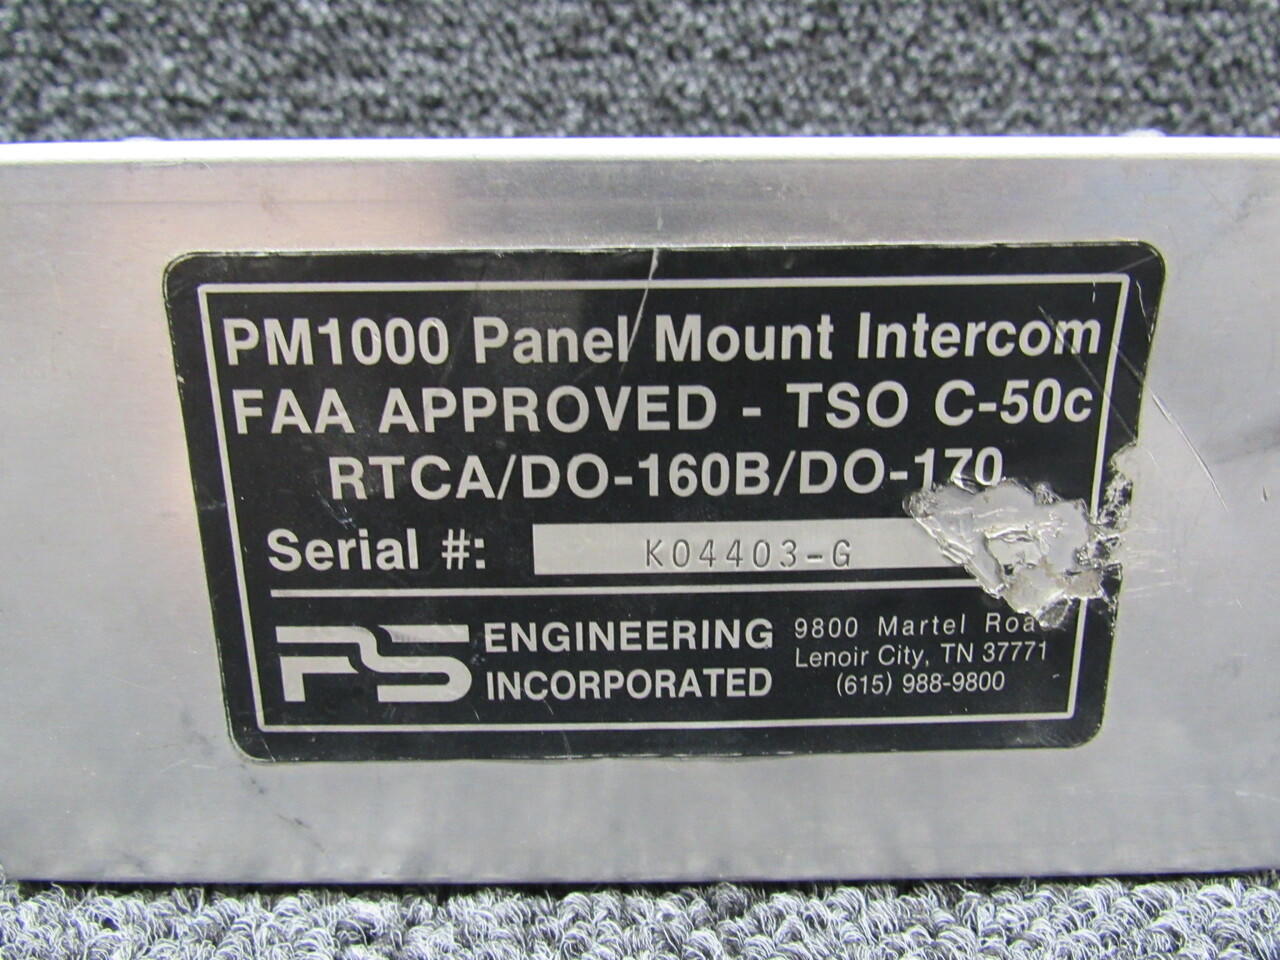 PM1000 Panel Mount Intercom
FAA APPROVED - TSO C-50c
RTCA/DO-160B/DO-170
Serial #: K04403-G
PS ENGINEERING INCORPORATED
9800 Martel Road
Lenoir City, TN 37771
(615) 988-9800